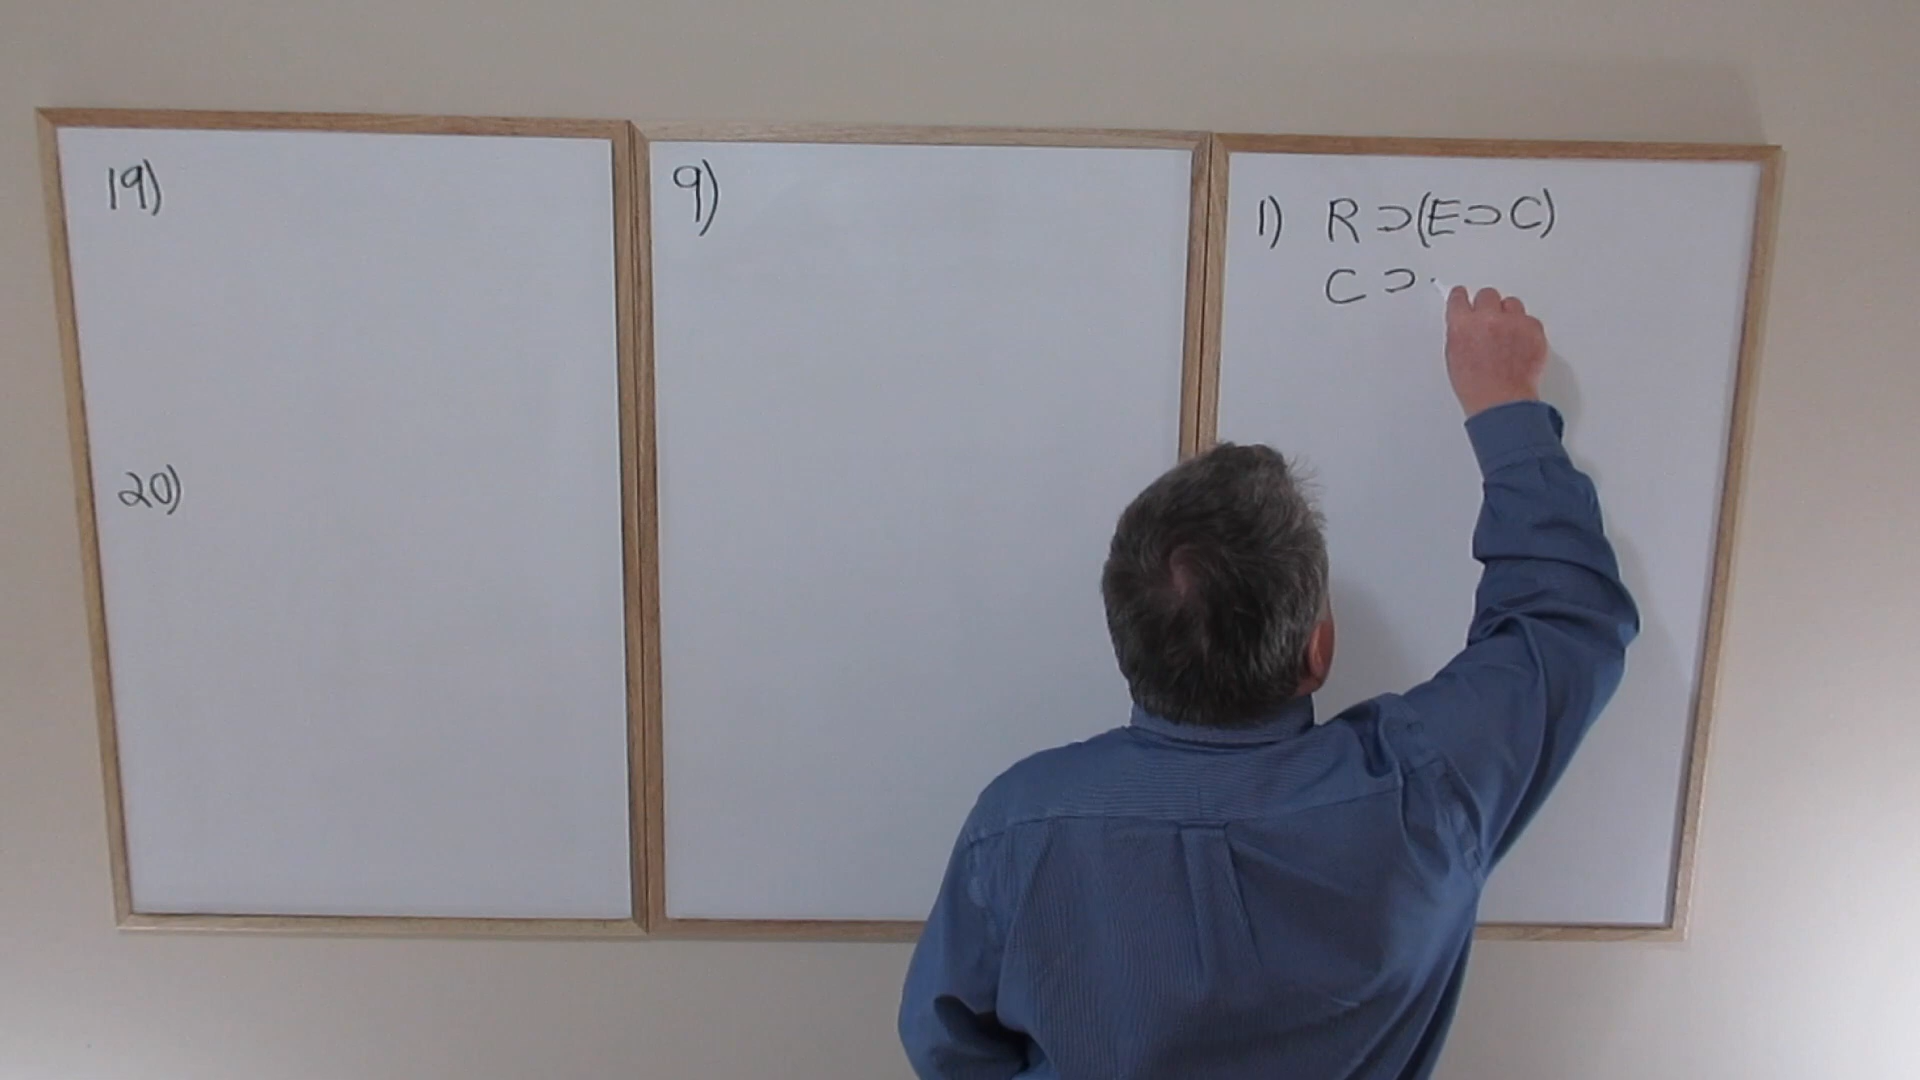 19)
20)
9)
1) R ⊃ (E ⊃ C)
C ⊃